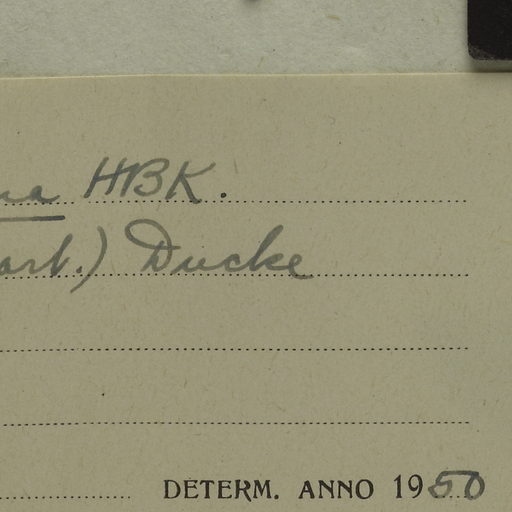 HBK.
Ducke
DETERM. ANNO 1950